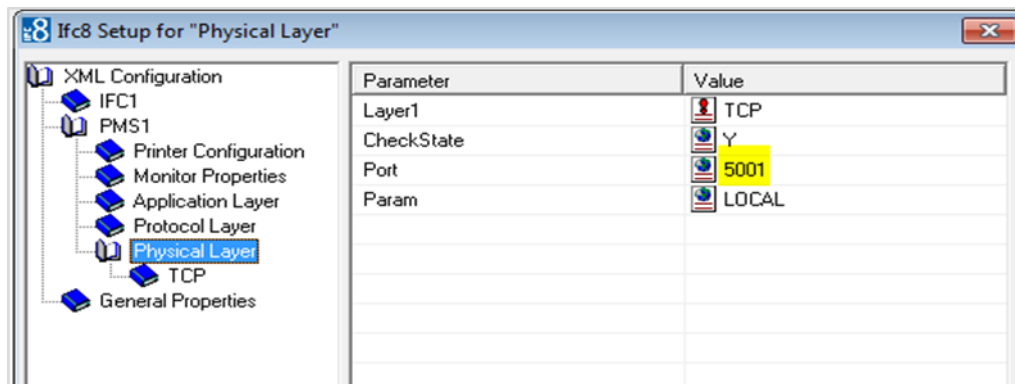 Ifc8 Setup for "Physical Layer"
XML Configuration
IFC1
PMS1
Printer Configuration
Monitor Properties
Application Layer
Protocol Layer
Physical Layer
TCP
General Properties
Parameter Value
Layer1 TCP
CheckState Y
Port 5001
Param LOCAL